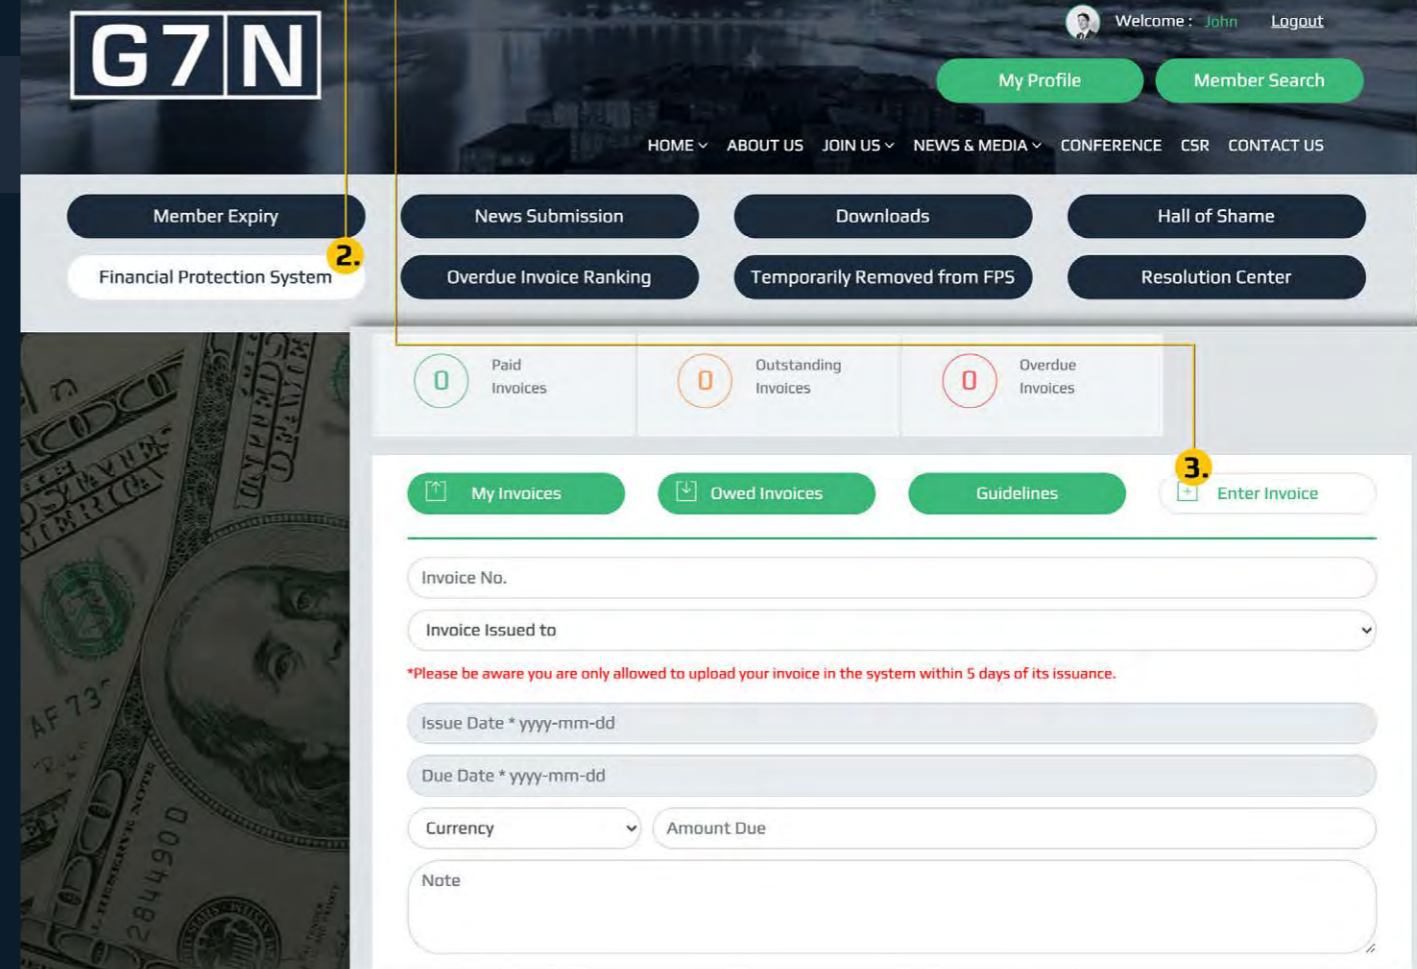 G7N
Welcome : John Logout
My Profile Member Search
HOME ABOUT US JOIN US NEWS & MEDIA CONFERENCE CSR CONTACT US
Member Expiry News Submission Downloads Hall of Shame
2.
Financial Protection System Overdue Invoice Ranking Temporarily Removed from FPS Resolution Center
0 Paid Invoices
0 Outstanding Invoices
0 Overdue Invoices
3.
My Invoices Owed Invoices Guidelines Enter Invoice
Invoice No.
Invoice Issued to
*Please be aware you are only allowed to upload your invoice in the system within 5 days of its issuance.
Issue Date * yyyy-mm-dd
Due Date * yyyy-mm-dd
Currency Amount Due
Note